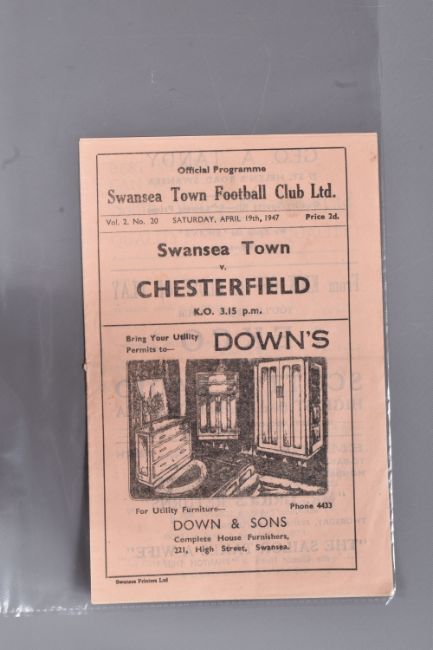 Official Programme
Swansea Town Football Club Ltd.
Vol. 2. No. 20 SATURDAY, APRIL 19th, 1947 Price 2d.
Swansea Town
v.
CHESTERFIELD
K.O. 3.15 p.m.
Bring Your Utility
Permits to—
DOWN'S
For Utility Furniture— Phone 4433
DOWN & SONS
Complete House Furnishers,
221, High Street, Swansea.
Swansea Printers Ltd